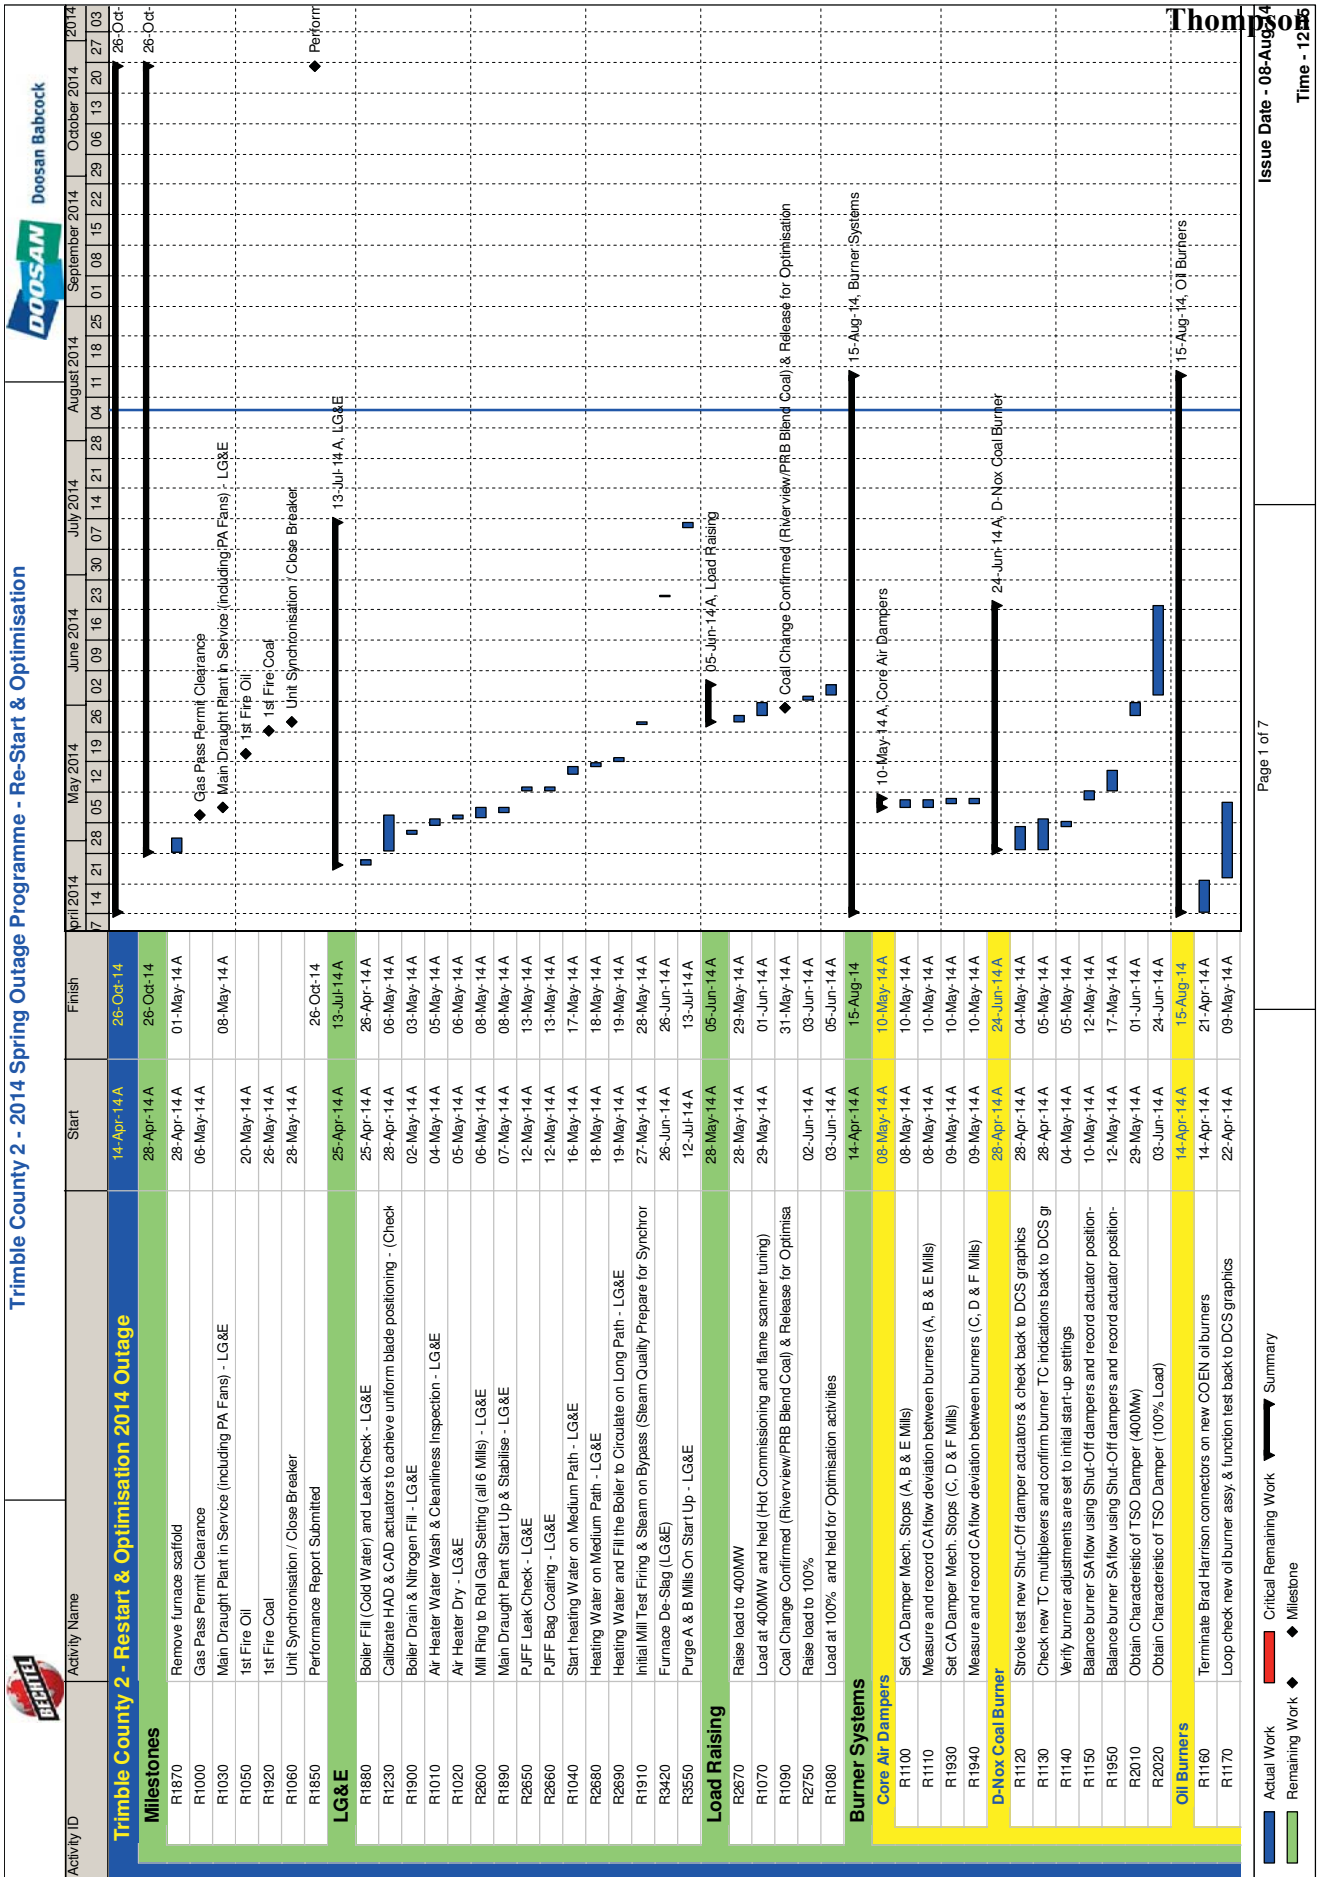 Trimble County 2 - 2014 Spring Outage Programme - Re-Start & Optimisation
BECHTEL
DOOSAN Doosan Babcock
Activity ID Activity Name Start Finish
pril 2014 May 2014 June 2014 July 2014 August 2014 September 2014 October 2014 2014
07 14 21 28 05 12 19 26 02 09 16 23 30 07 14 21 28 04 11 18 25 01 08 15 22 29 06 13 20 27 03
Trimble County 2 - Restart & Optimisation 2014 Outage 14-Apr-14 A 26-Oct-14 26-Oct-
Milestones 28-Apr-14 A 26-Oct-14 26-Oct-
R1870 Remove furnace scaffold 28-Apr-14 A 01-May-14 A
R1000 Gas Pass Permit Clearance 06-May-14 A Gas Pass Permit Clearance
R1030 Main Draught Plant in Service (including PA Fans) - LG&E 08-May-14 A Main Draught Plant in Service (including PA Fans) - LG&E
R1050 1st Fire Oil 20-May-14 A 1st Fire Oil
R1920 1st Fire Coal 26-May-14 A 1st Fire Coal
R1060 Unit Synchronisation / Close Breaker 28-May-14 A Unit Synchronisation / Close Breaker
R1850 Performance Report Submitted 26-Oct-14 Perform
LG&E 25-Apr-14 A 13-Jul-14 A 13-Jul-14 A, LG&E
R1880 Boiler Fill (Cold Water) and Leak Check - LG&E 25-Apr-14 A 26-Apr-14 A
R1230 Calibrate HAD & CAD actuators to achieve uniform blade positioning - (Check 28-Apr-14 A 06-May-14 A
R1900 Boiler Drain & Nitrogen Fill - LG&E 02-May-14 A 03-May-14 A
R1010 Air Heater Water Wash & Cleanliness Inspection - LG&E 04-May-14 A 05-May-14 A
R1020 Air Heater Dry - LG&E 05-May-14 A 06-May-14 A
R2600 Mill Ring to Roll Gap Setting (all 6 Mills) - LG&E 06-May-14 A 08-May-14 A
R1890 Main Draught Plant Start Up & Stabilise - LG&E 07-May-14 A 08-May-14 A
R2650 PJFF Leak Check - LG&E 12-May-14 A 13-May-14 A
R2660 PJFF Bag Coating - LG&E 12-May-14 A 13-May-14 A
R1040 Start heating Water on Medium Path - LG&E 16-May-14 A 17-May-14 A
R2680 Heating Water on Medium Path - LG&E 18-May-14 A 18-May-14 A
R2690 Heating Water and Fill the Boiler to Circulate on Long Path - LG&E 19-May-14 A 19-May-14 A
R1910 Initial Mill Test Firing & Steam on Bypass (Steam Quality Prepare for Synchror 27-May-14 A 28-May-14 A
R3420 Furnace De-Slag (LG&E) 26-Jun-14 A 26-Jun-14 A
R3550 Purge A & B Mills On Start Up - LG&E 12-Jul-14 A 13-Jul-14 A
Load Raising 28-May-14 A 05-Jun-14 A 05-Jun-14 A, Load Raising
R2670 Raise load to 400MW 28-May-14 A 29-May-14 A
R1070 Load at 400MW and held (Hot Commissioning and flame scanner tuning) 29-May-14 A 01-Jun-14 A
R1090 Coal Change Confirmed (Riverview/PRB Blend Coal) & Release for Optimisa 31-May-14 A Coal Change Confirmed (Riverview/PRB Blend Coal) & Release for Optimisation
R2750 Raise load to 100% 02-Jun-14 A 03-Jun-14 A
R1080 Load at 100% and held for Optimisation activities 03-Jun-14 A 05-Jun-14 A
Burner Systems 14-Apr-14 A 15-Aug-14 15-Aug-14, Burner Systems
Core Air Dampers 08-May-14 A 10-May-14 A 10-May-14 A, Core Air Dampers
R1100 Set CA Damper Mech. Stops (A, B & E Mills) 08-May-14 A 10-May-14 A
R1110 Measure and record CA flow deviation between burners (A, B & E Mills) 08-May-14 A 10-May-14 A
R1930 Set CA Damper Mech. Stops (C, D & F Mills) 09-May-14 A 10-May-14 A
R1940 Measure and record CA flow deviation between burners (C, D & F Mills) 09-May-14 A 10-May-14 A
D-Nox Coal Burner 28-Apr-14 A 24-Jun-14 A 24-Jun-14 A, D-Nox Coal Burner
R1120 Stroke test new Shut-Off damper actuators & check back to DCS graphics 28-Apr-14 A 04-May-14 A
R1130 Check new TC multiplexers and confirm burner TC indications back to DCS gr 28-Apr-14 A 05-May-14 A
R1140 Verify burner adjustments are set to initial start-up settings 04-May-14 A 05-May-14 A
R1150 Balance burner SA flow using Shut-Off dampers and record actuator position- 10-May-14 A 12-May-14 A
R1950 Balance burner SA flow using Shut-Off dampers and record actuator position- 12-May-14 A 17-May-14 A
R2010 Obtain Characteristic of TSO Damper (400Mw) 29-May-14 A 01-Jun-14 A
R2020 Obtain Characteristic of TSO Damper (100% Load) 03-Jun-14 A 24-Jun-14 A
Oil Burners 14-Apr-14 A 15-Aug-14 15-Aug-14, Oil Burners
R1160 Terminate Brad Harrison connectors on new COEN oil burners 14-Apr-14 A 21-Apr-14 A
R1170 Loop check new oil burner assy. & function test back to DCS graphics 22-Apr-14 A 09-May-14 A
Actual Work Critical Remaining Work Summary
Remaining Work Milestone
Page 1 of 7
Issue Date - 08-Aug-14
Thompson